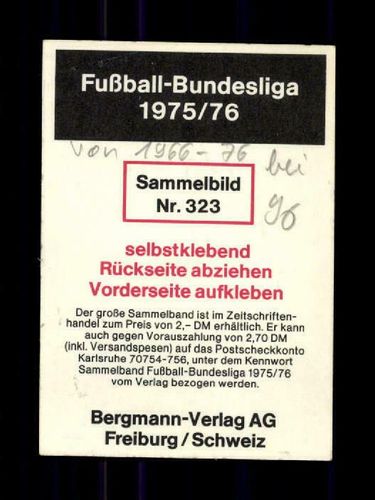 Fußball-Bundesliga
1975/76
von 1966-76 bei
96
Sammelbild
Nr. 323
selbstklebend
Rückseite abziehen
Vorderseite aufkleben
Der große Sammelband ist im Zeitschriften-
handel zum Preis von 2,- DM erhältlich. Er kann
auch gegen Vorauszahlung von 2,70 DM
(inkl. Versandspesen) auf das Postscheckkonto
Karlsruhe 70754-756, unter dem Kennwort
Sammelband Fußball-Bundesliga 1975/76
vom Verlag bezogen werden.
Bergmann-Verlag AG
Freiburg/Schweiz